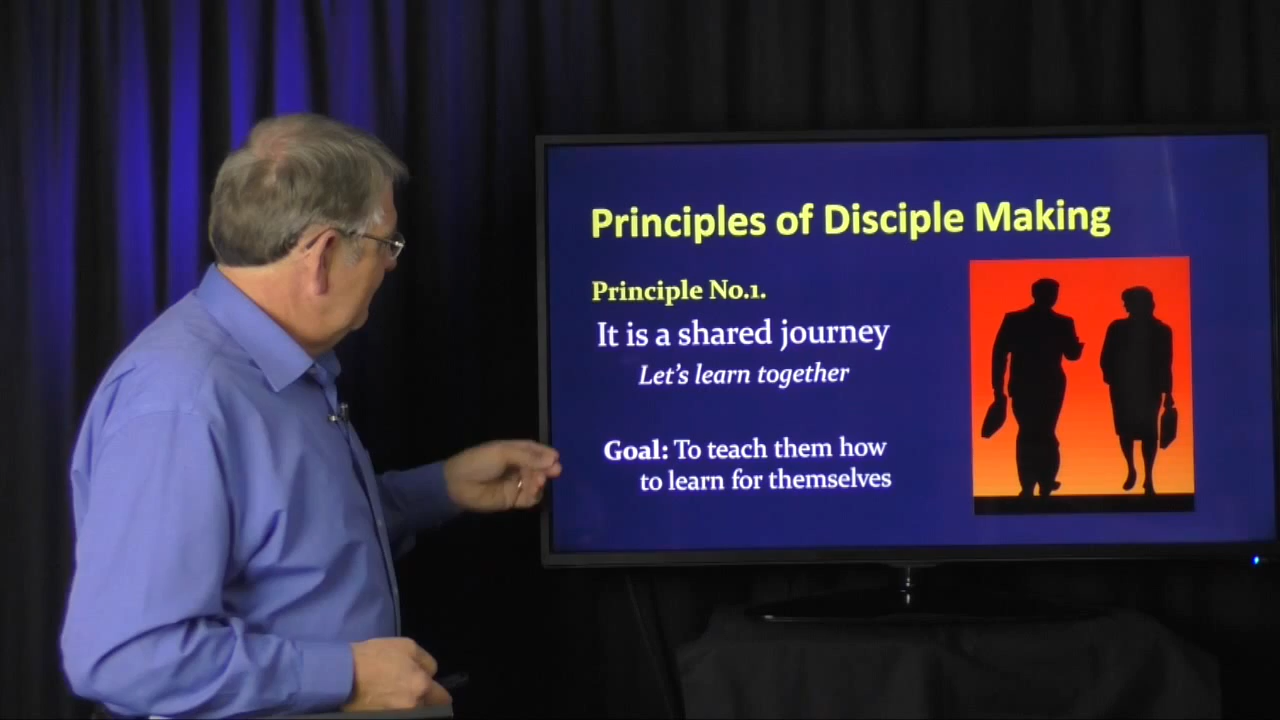 Principles of Disciple Making
Principle No.1.
It is a shared journey
Let's learn together
Goal: To teach them how
to learn for themselves